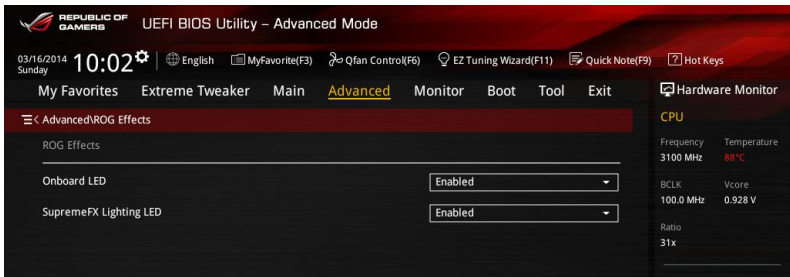 REPUBLIC OF
GAMERS
UEFI BIOS Utility – Advanced Mode
03/16/2014
Sunday
10:02
English
MyFavorite(F3)
Qfan Control(F6)
EZ Tuning Wizard(F11)
Quick Note(F9)
? Hot Keys
My Favorites
Extreme Tweaker
Main
Advanced
Monitor
Boot
Tool
Exit
Hardware Monitor
< Advanced\ROG Effects
ROG Effects
Onboard LED
Enabled
SupremeFX Lighting LED
Enabled
CPU
Frequency Temperature
3100 MHz 88°C
BCLK Vcore
100.0 MHz 0.928 V
Ratio
31x